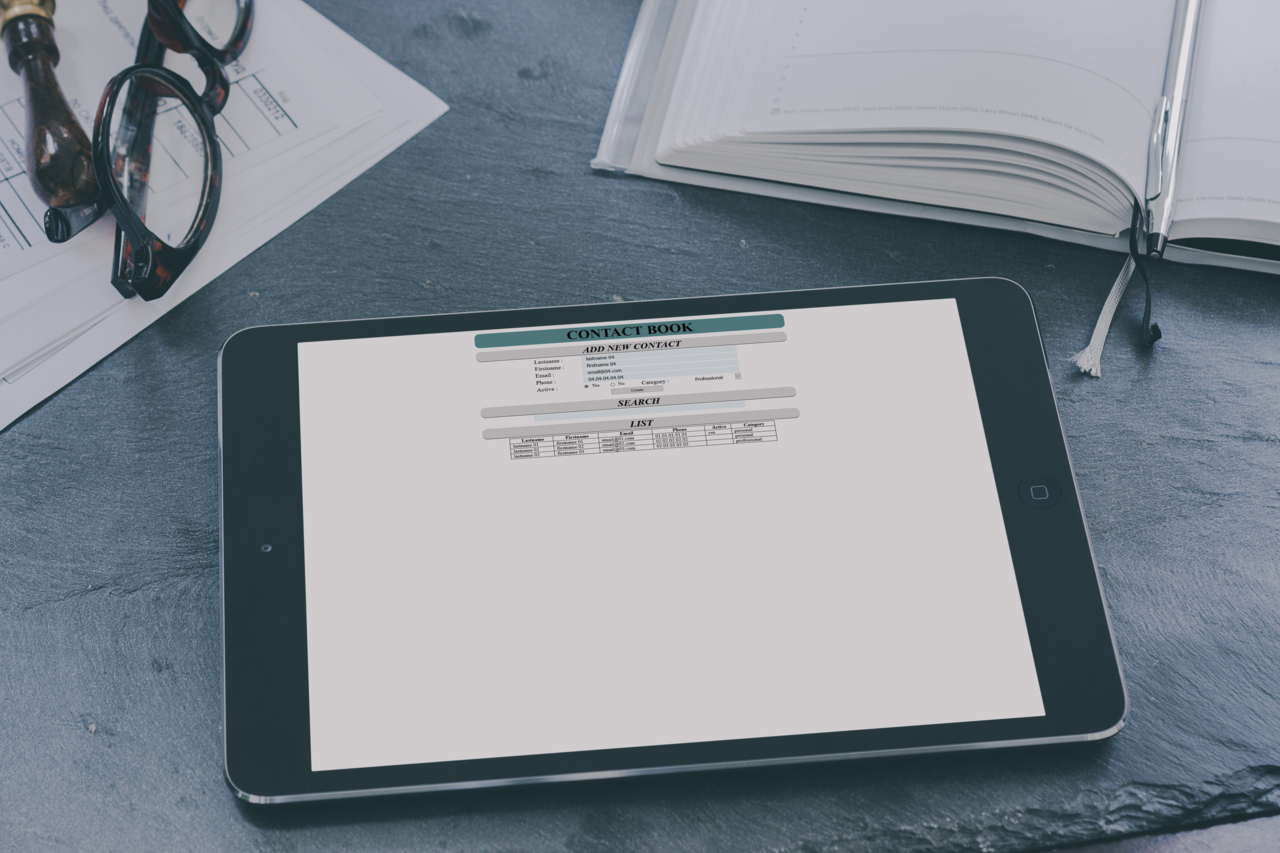 CONTACT BOOK
ADD NEW CONTACT
Lastname : lastname 04
Firstname : firstname 04
Email : email@04.com
Phone : 04.04.04.04.04
Active : Yes No Category : Professional
Create
SEARCH
LIST
Lastname Firstname Email Phone Active Category
lastname 01 firstname 01 email@01.com 01 01 01 01 01 yes personal
lastname 02 firstname 02 email@02.com 02 02 02 02 02 personal
lastname 03 firstname 03 email@03.com 03 03 03 03 03 professional
0330212